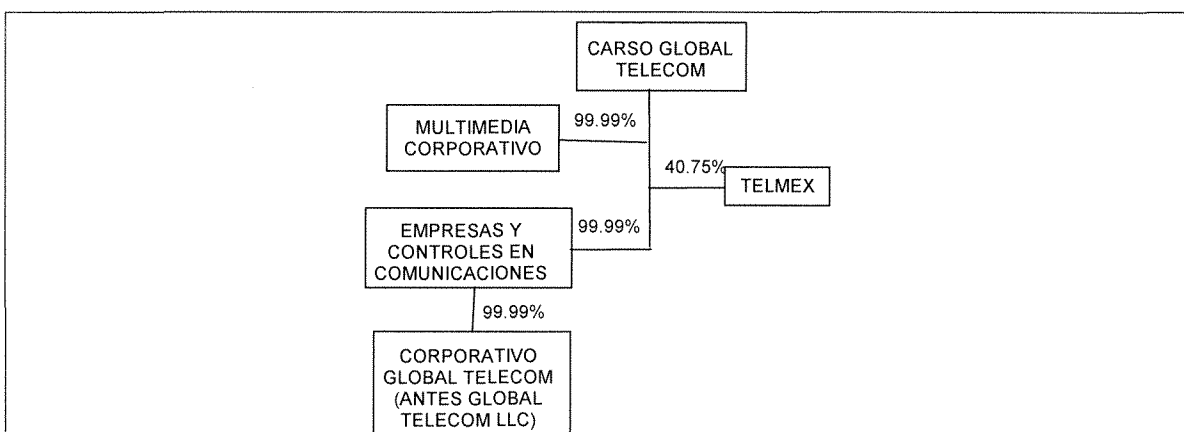 CARSO GLOBAL
TELECOM
MULTIMEDIA
CORPORATIVO
99.99%
40.75%
TELMEX
EMPRESAS Y
CONTROLES EN
COMUNICACIONES
99.99%
99.99%
CORPORATIVO
GLOBAL TELECOM
(ANTES GLOBAL
TELECOM LLC)